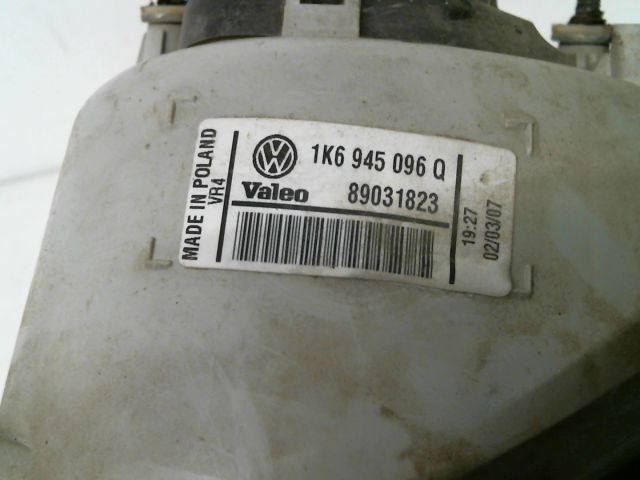 MADE IN POLAND
VR4
1K6 945 096 Q
Valeo 89031823
19:27
02/03/07